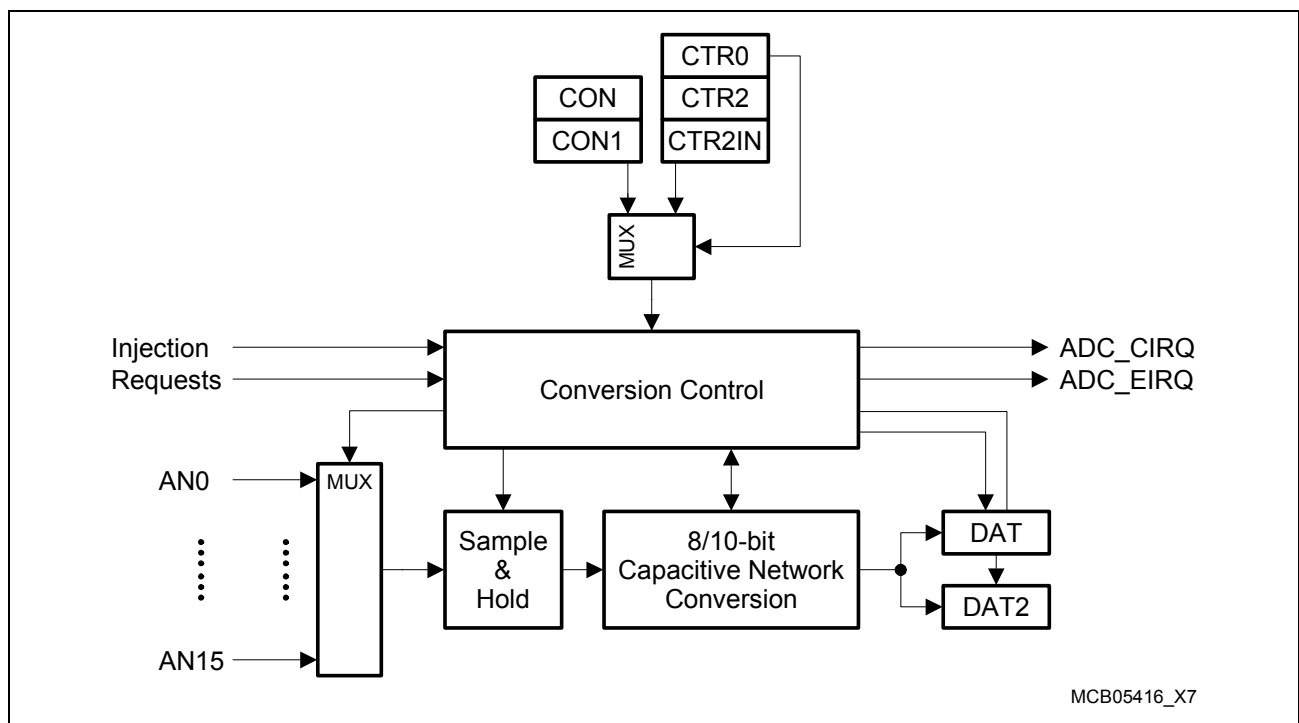 CTR0
CON
CTR2
CON1
CTR2IN
MUX
Injection
Requests
Conversion Control
ADC_CIRQ
ADC_EIRQ
AN0
MUX
Sample
&
Hold
8/10-bit
Capacitive Network
Conversion
DAT
DAT2
AN15
MCB05416_X7